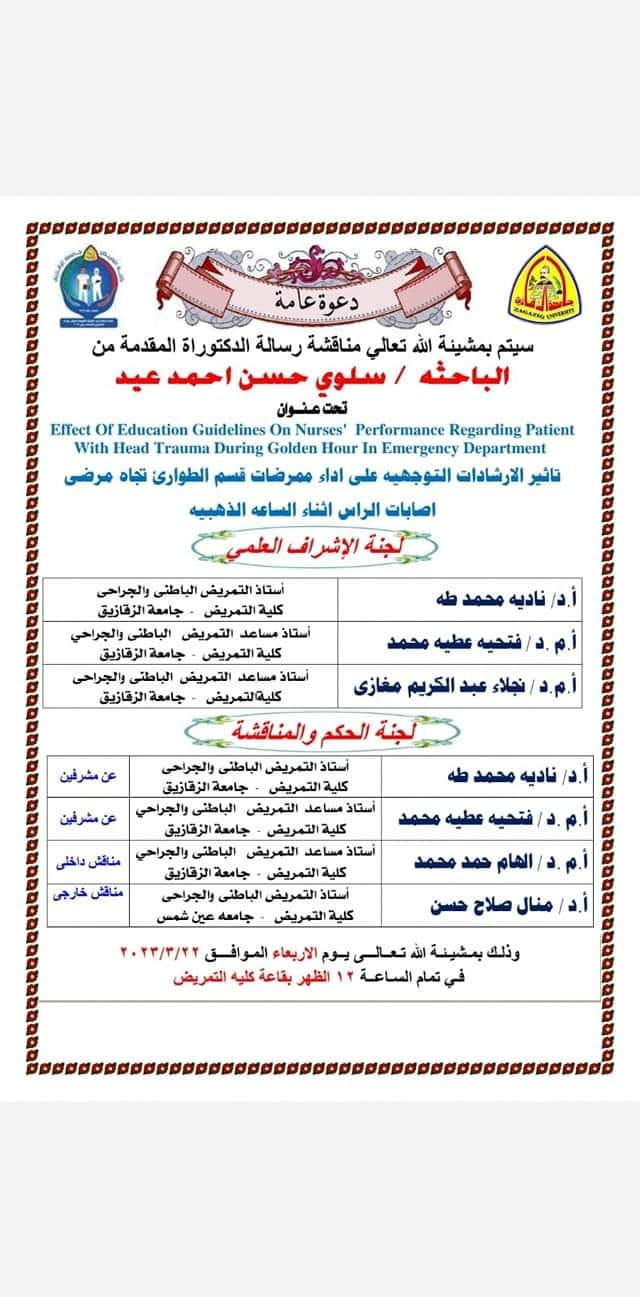 ZAGAZIG UNIVERSITY
دعوة عامة
سيتم بمشيئة الله تعالي مناقشة رسالة الدكتوراة المقدمة من
الباحثه / سلوي حسن احمد عيد
تحت عنوان
Effect Of Education Guidelines On Nurses' Performance Regarding Patient
With Head Trauma During Golden Hour In Emergency Department
تاثير الارشادات التوجهيه على اداء ممرضات قسم الطوارئ تجاه مرضى
اصابات الراس اثناء الساعه الذهبيه
لجنة الإشراف العلمي
أ.د/ ناديه محمد طه
أستاذ التمريض الباطنى والجراحى
كلية التمريض - جامعة الزقازيق
أ.م.د/ فتحيه عطيه محمد
أستاذ مساعد التمريض الباطنى والجراحي
كلية التمريض - جامعة الزقازيق
أ.م.د/ نجلاء عبد الكريم مغازى
أستاذ مساعد التمريض الباطنى والجراحى
كليةالتمريض - جامعة الزقازيق
لجنة الحكم والمناقشة
أ.د/ ناديه محمد طه
أستاذ التمريض الباطنى والجراحى
كلية التمريض - جامعة الزقازيق
عن مشرفين
أ.م.د/ فتحيه عطيه محمد
أستاذ مساعد التمريض الباطنى والجراحي
كلية التمريض - جامعة الزقازيق
عن مشرفين
أ.م.د/ الهام حمد محمد
أستاذ مساعد التمريض الباطنى والجراحي
كلية التمريض - جامعة الزقازيق
مناقش داخلى
أ.د/ منال صلاح حسن
أستاذ التمريض الباطنى والجراحى
كلية التمريض - جامعه عين شمس
مناقش خارجى
وذلك بمشيئة الله تعالى يوم الاربعاء الموافق ٢٠٢٣/٣/٢٢
في تمام الساعة ١٢ الظهر بقاعة كليه التمريض